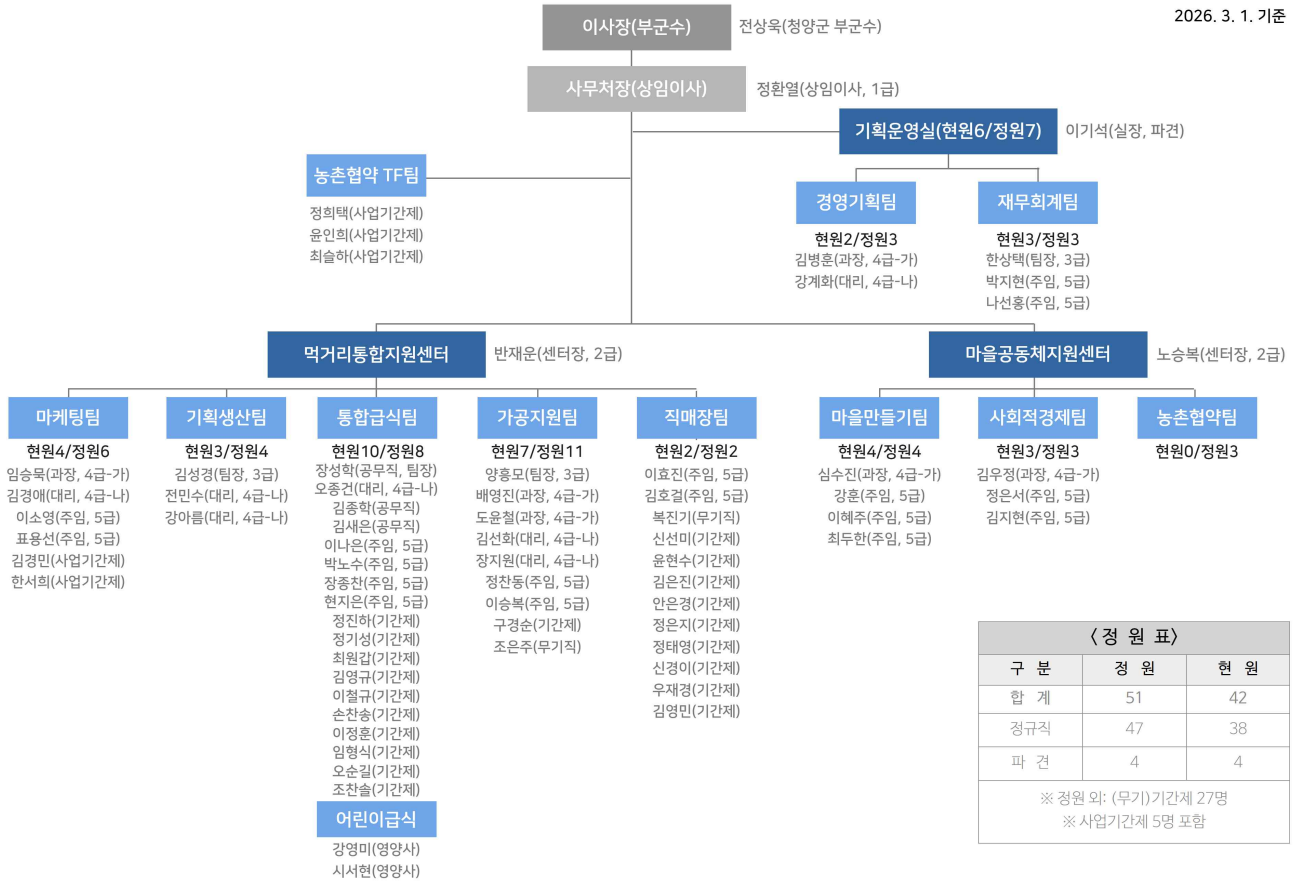 2026. 3. 1. 기준
이사장(부군수)
전상욱(청양군 부군수)
사무처장(상임이사)
정환열(상임이사, 1급)
기획운영실(현원6/정원7)
이기석(실장, 파견)
농촌협약 TF팀
정희택(사업기간제)
윤인희(사업기간제)
최슬하(사업기간제)
경영기획팀
현원2/정원3
김병훈(과장, 4급-가)
강계화(대리, 4급-나)
재무회계팀
현원3/정원3
한상택(팀장, 3급)
박지현(주임, 5급)
나선홍(주임, 5급)
먹거리통합지원센터
반재운(센터장, 2급)
마을공동체지원센터
노승복(센터장, 2급)
마케팅팀
현원4/정원6
임승묵(과장, 4급-가)
김경애(대리, 4급-나)
이소영(주임, 5급)
표용선(주임, 5급)
김경민(사업기간제)
한서희(사업기간제)
기획생산팀
현원3/정원4
김성경(팀장, 3급)
전민수(대리, 4급-나)
강아름(대리, 4급-나)
통합급식팀
현원10/정원8
장성학(공무직, 팀장)
오종건(대리, 4급-나)
김종학(공무직)
김새은(공무직)
이나은(주임, 5급)
박노수(주임, 5급)
장종찬(주임, 5급)
현지은(주임, 5급)
정진하(기간제)
정기성(기간제)
최원갑(기간제)
김영규(기간제)
이철규(기간제)
손찬송(기간제)
이정훈(기간제)
임형식(기간제)
오순길(기간제)
조찬솔(기간제)
어린이급식
강영미(영양사)
시서현(영양사)
가공지원팀
현원7/정원11
양흥모(팀장, 3급)
배영진(과장, 4급-가)
도윤철(과장, 4급-가)
김선화(대리, 4급-나)
장지원(대리, 4급-나)
정찬동(주임, 5급)
이승복(주임, 5급)
구경순(기간제)
조은주(무기직)
직매장팀
현원2/정원2
이효진(주임, 5급)
김호걸(주임, 5급)
복진기(무기직)
신선미(기간제)
윤현수(기간제)
김은진(기간제)
안은경(기간제)
정은지(기간제)
정태영(기간제)
신경이(기간제)
우재경(기간제)
김영민(기간제)
마을만들기팀
현원4/정원4
심수진(과장, 4급-가)
강훈(주임, 5급)
이혜주(주임, 5급)
최두한(주임, 5급)
사회적경제팀
현원3/정원3
김우정(과장, 4급-가)
정은서(주임, 5급)
김지현(주임, 5급)
농촌협약팀
현원0/정원3
〈정 원 표〉
구 분 정 원 현 원
합 계 51 42
정규직 47 38
파 견 4 4
※ 정원 외: (무기)기간제 27명
※ 사업기간제 5명 포함